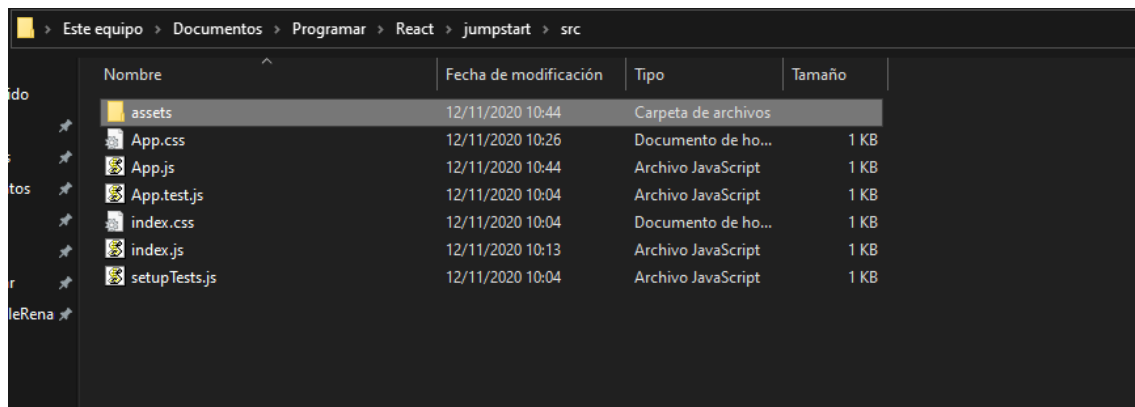 Este equipo > Documentos > Programar > React > jumpstart > src
Nombre Fecha de modificación Tipo Tamaño
ido
assets 12/11/2020 10:44 Carpeta de archivos
App.css 12/11/2020 10:26 Documento de ho... 1 KB
App.js 12/11/2020 10:44 Archivo JavaScript 1 KB
s
tos
App.test.js 12/11/2020 10:04 Archivo JavaScript 1 KB
index.css 12/11/2020 10:04 Documento de ho... 1 KB
index.js 12/11/2020 10:13 Archivo JavaScript 1 KB
r
setupTests.js 12/11/2020 10:04 Archivo JavaScript 1 KB
leRena